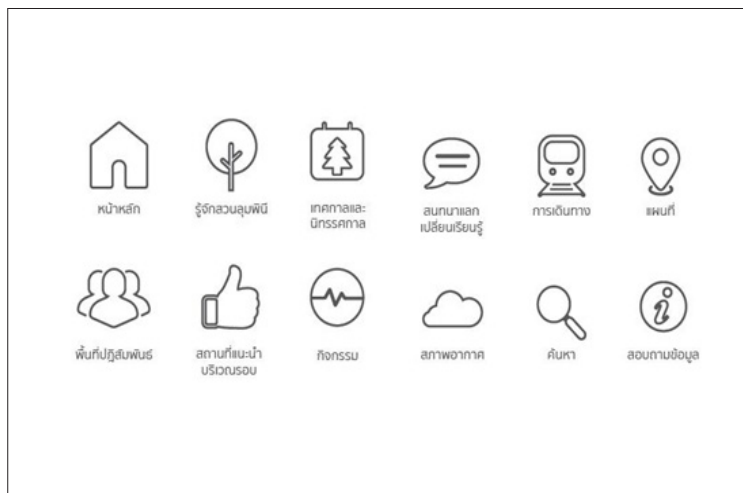 หน้าหลัก
รู้จักสวนลุมพินี
เทศกาลและ
นิทรรศกาล
สนทนาแลก
เปลี่ยนเรียนรู้
การเดินทาง
แผนที่
พื้นที่ปฎิสัมพันธ์
สถานที่แนะนำ
บริเวณรอบ
กิจกรรม
สภาพอากาศ
ค้นหา
สอบถามข้อมูล